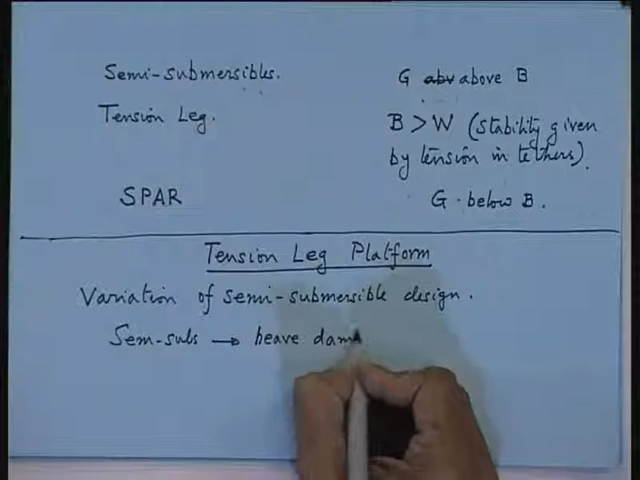 Semi-submersibles. G abv above B
Tension Leg. B > W (stability given
by tension in tethers).
SPAR G below B.
Tension Leg Platform
Variation of semi-submersible design.
Sem-subs → heave dam